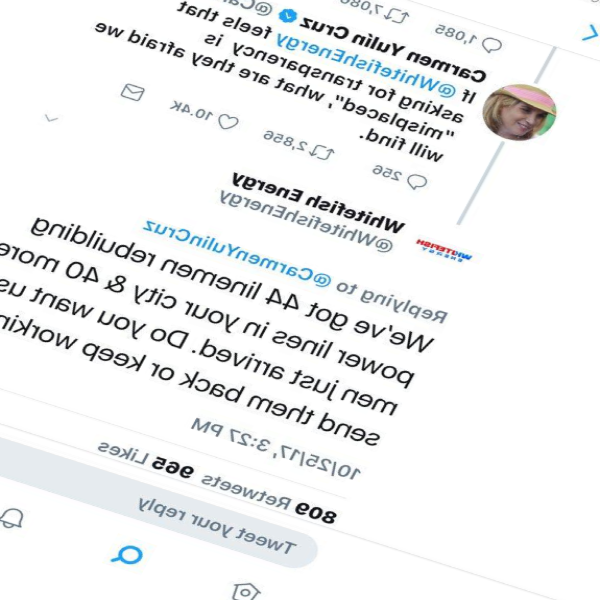 1,085 7,080
Carmen Yulín Cruz @Ca
If @WhitefishEnergy feels that
asking for transparency is
"misplaced", what are they afraid we
will find.
256 2,856 10.4K
WHITEFISH
ENERGY
Whitefish Energy
@WhitefishEnergy
Replying to @CarmenYulinCruz
We've got 44 linemen rebuilding
power lines in your city & 40 more
men just arrived. Do you want us
send them back or keep workin
10/25/17, 3:27 PM
809 Retweets 965 Likes
Tweet your reply